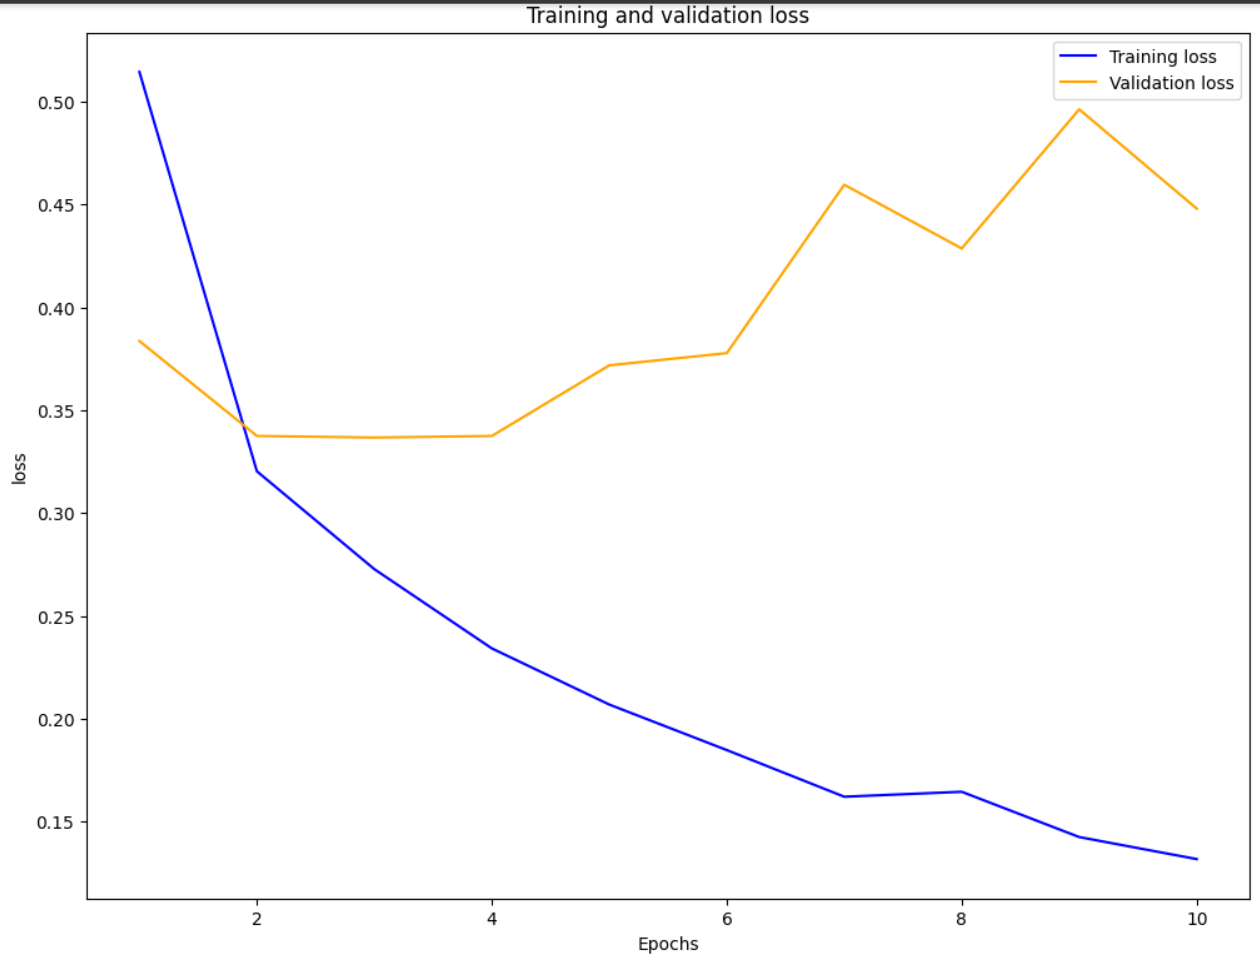 Training and validation loss
Training loss
Validation loss
0.50
0.45
0.40
0.35
0.30
0.25
0.20
0.15
loss
2 4 6 8 10
Epochs